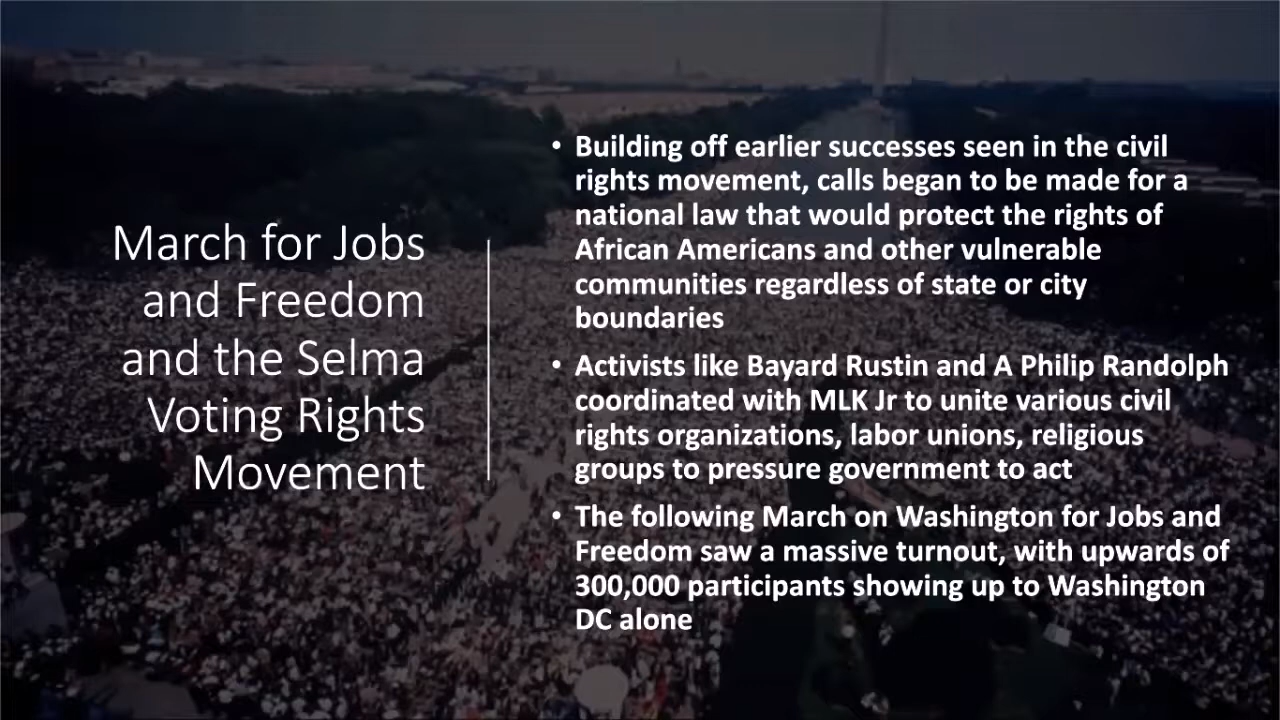 March for Jobs
and Freedom
and the Selma
Voting Rights
Movement
• Building off earlier successes seen in the civil
rights movement, calls began to be made for a
national law that would protect the rights of
African Americans and other vulnerable
communities regardless of state or city
boundaries
• Activists like Bayard Rustin and A Philip Randolph
coordinated with MLK Jr to unite various civil
rights organizations, labor unions, religious
groups to pressure government to act
• The following March on Washington for Jobs and
Freedom saw a massive turnout, with upwards of
300,000 participants showing up to Washington
DC alone